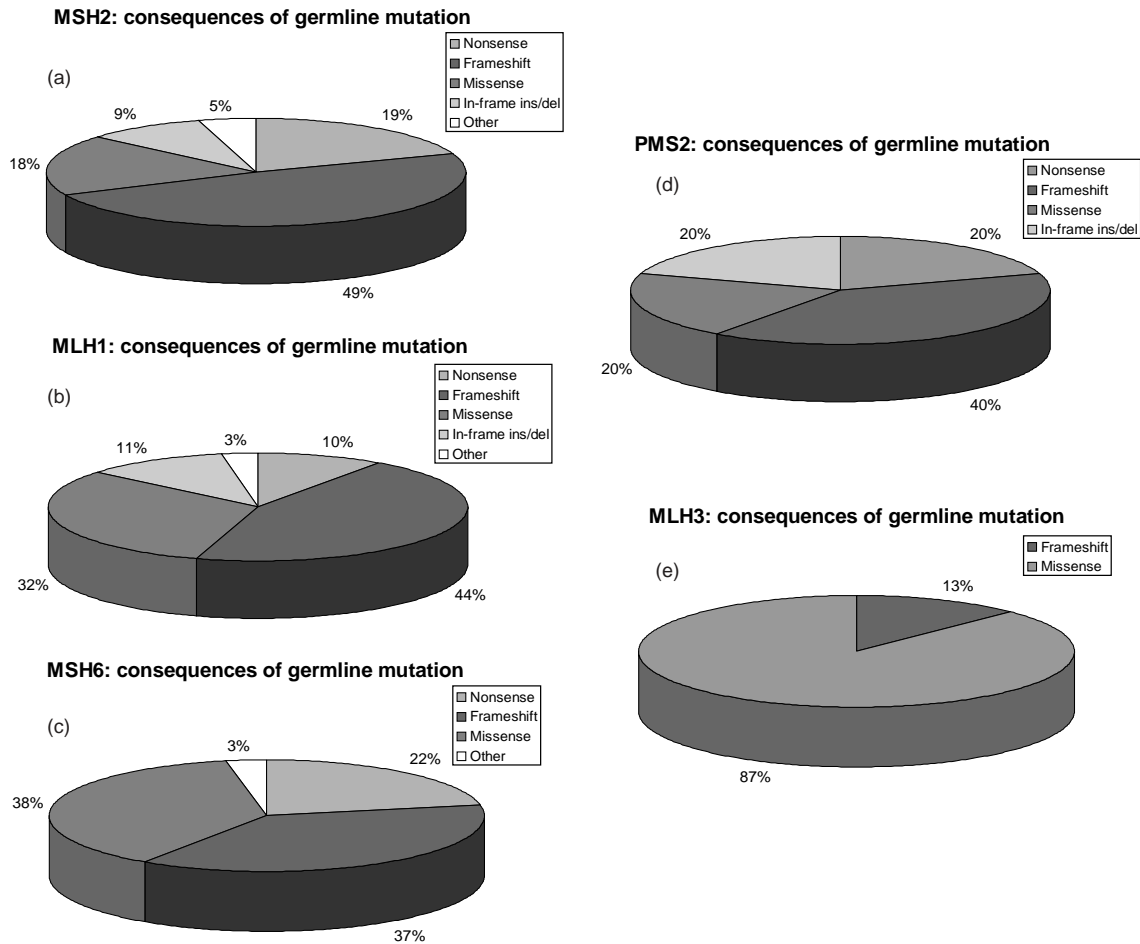 MSH2: consequences of germline mutation
(a)
Nonsense
Frameshift
Missense
In-frame ins/del
Other
9%
5%
19%
18%
49%
MLH1: consequences of germline mutation
(b)
Nonsense
Frameshift
Missense
In-frame ins/del
Other
11%
3%
10%
32%
44%
MSH6: consequences of germline mutation
(c)
Nonsense
Frameshift
Missense
Other
3%
22%
38%
37%
PMS2: consequences of germline mutation
(d)
Nonsense
Frameshift
Missense
In-frame ins/del
20%
20%
20%
40%
MLH3: consequences of germline mutation
(e)
Frameshift
Missense
13%
87%